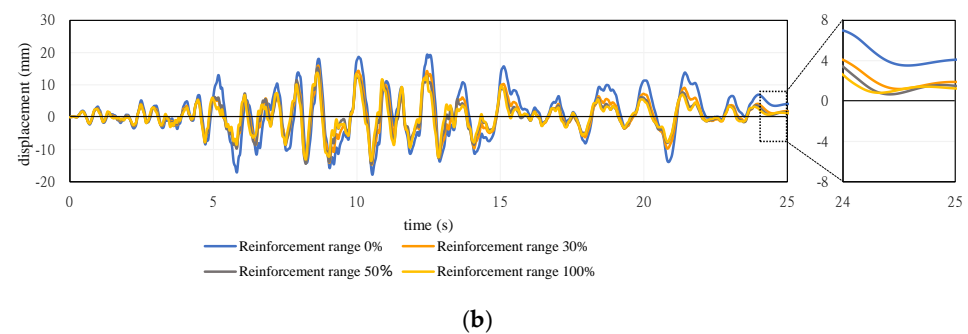 displacement (mm)
30
20
10
0
-10
-20
0 5 10 15 20 25
time (s)
8
4
0
-4
-8
24 25
Reinforcement range 0% Reinforcement range 30%
Reinforcement range 50% Reinforcement range 100%
(b)